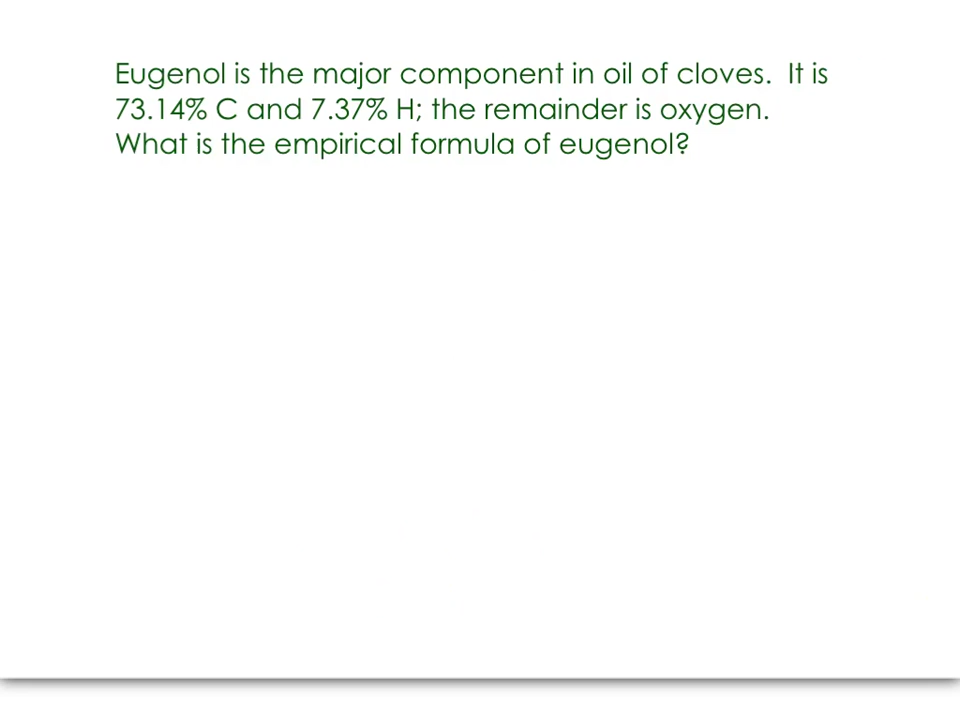 Eugenol is the major component in oil of cloves.  It is
73.14% C and 7.37% H; the remainder is oxygen.
What is the empirical formula of eugenol?